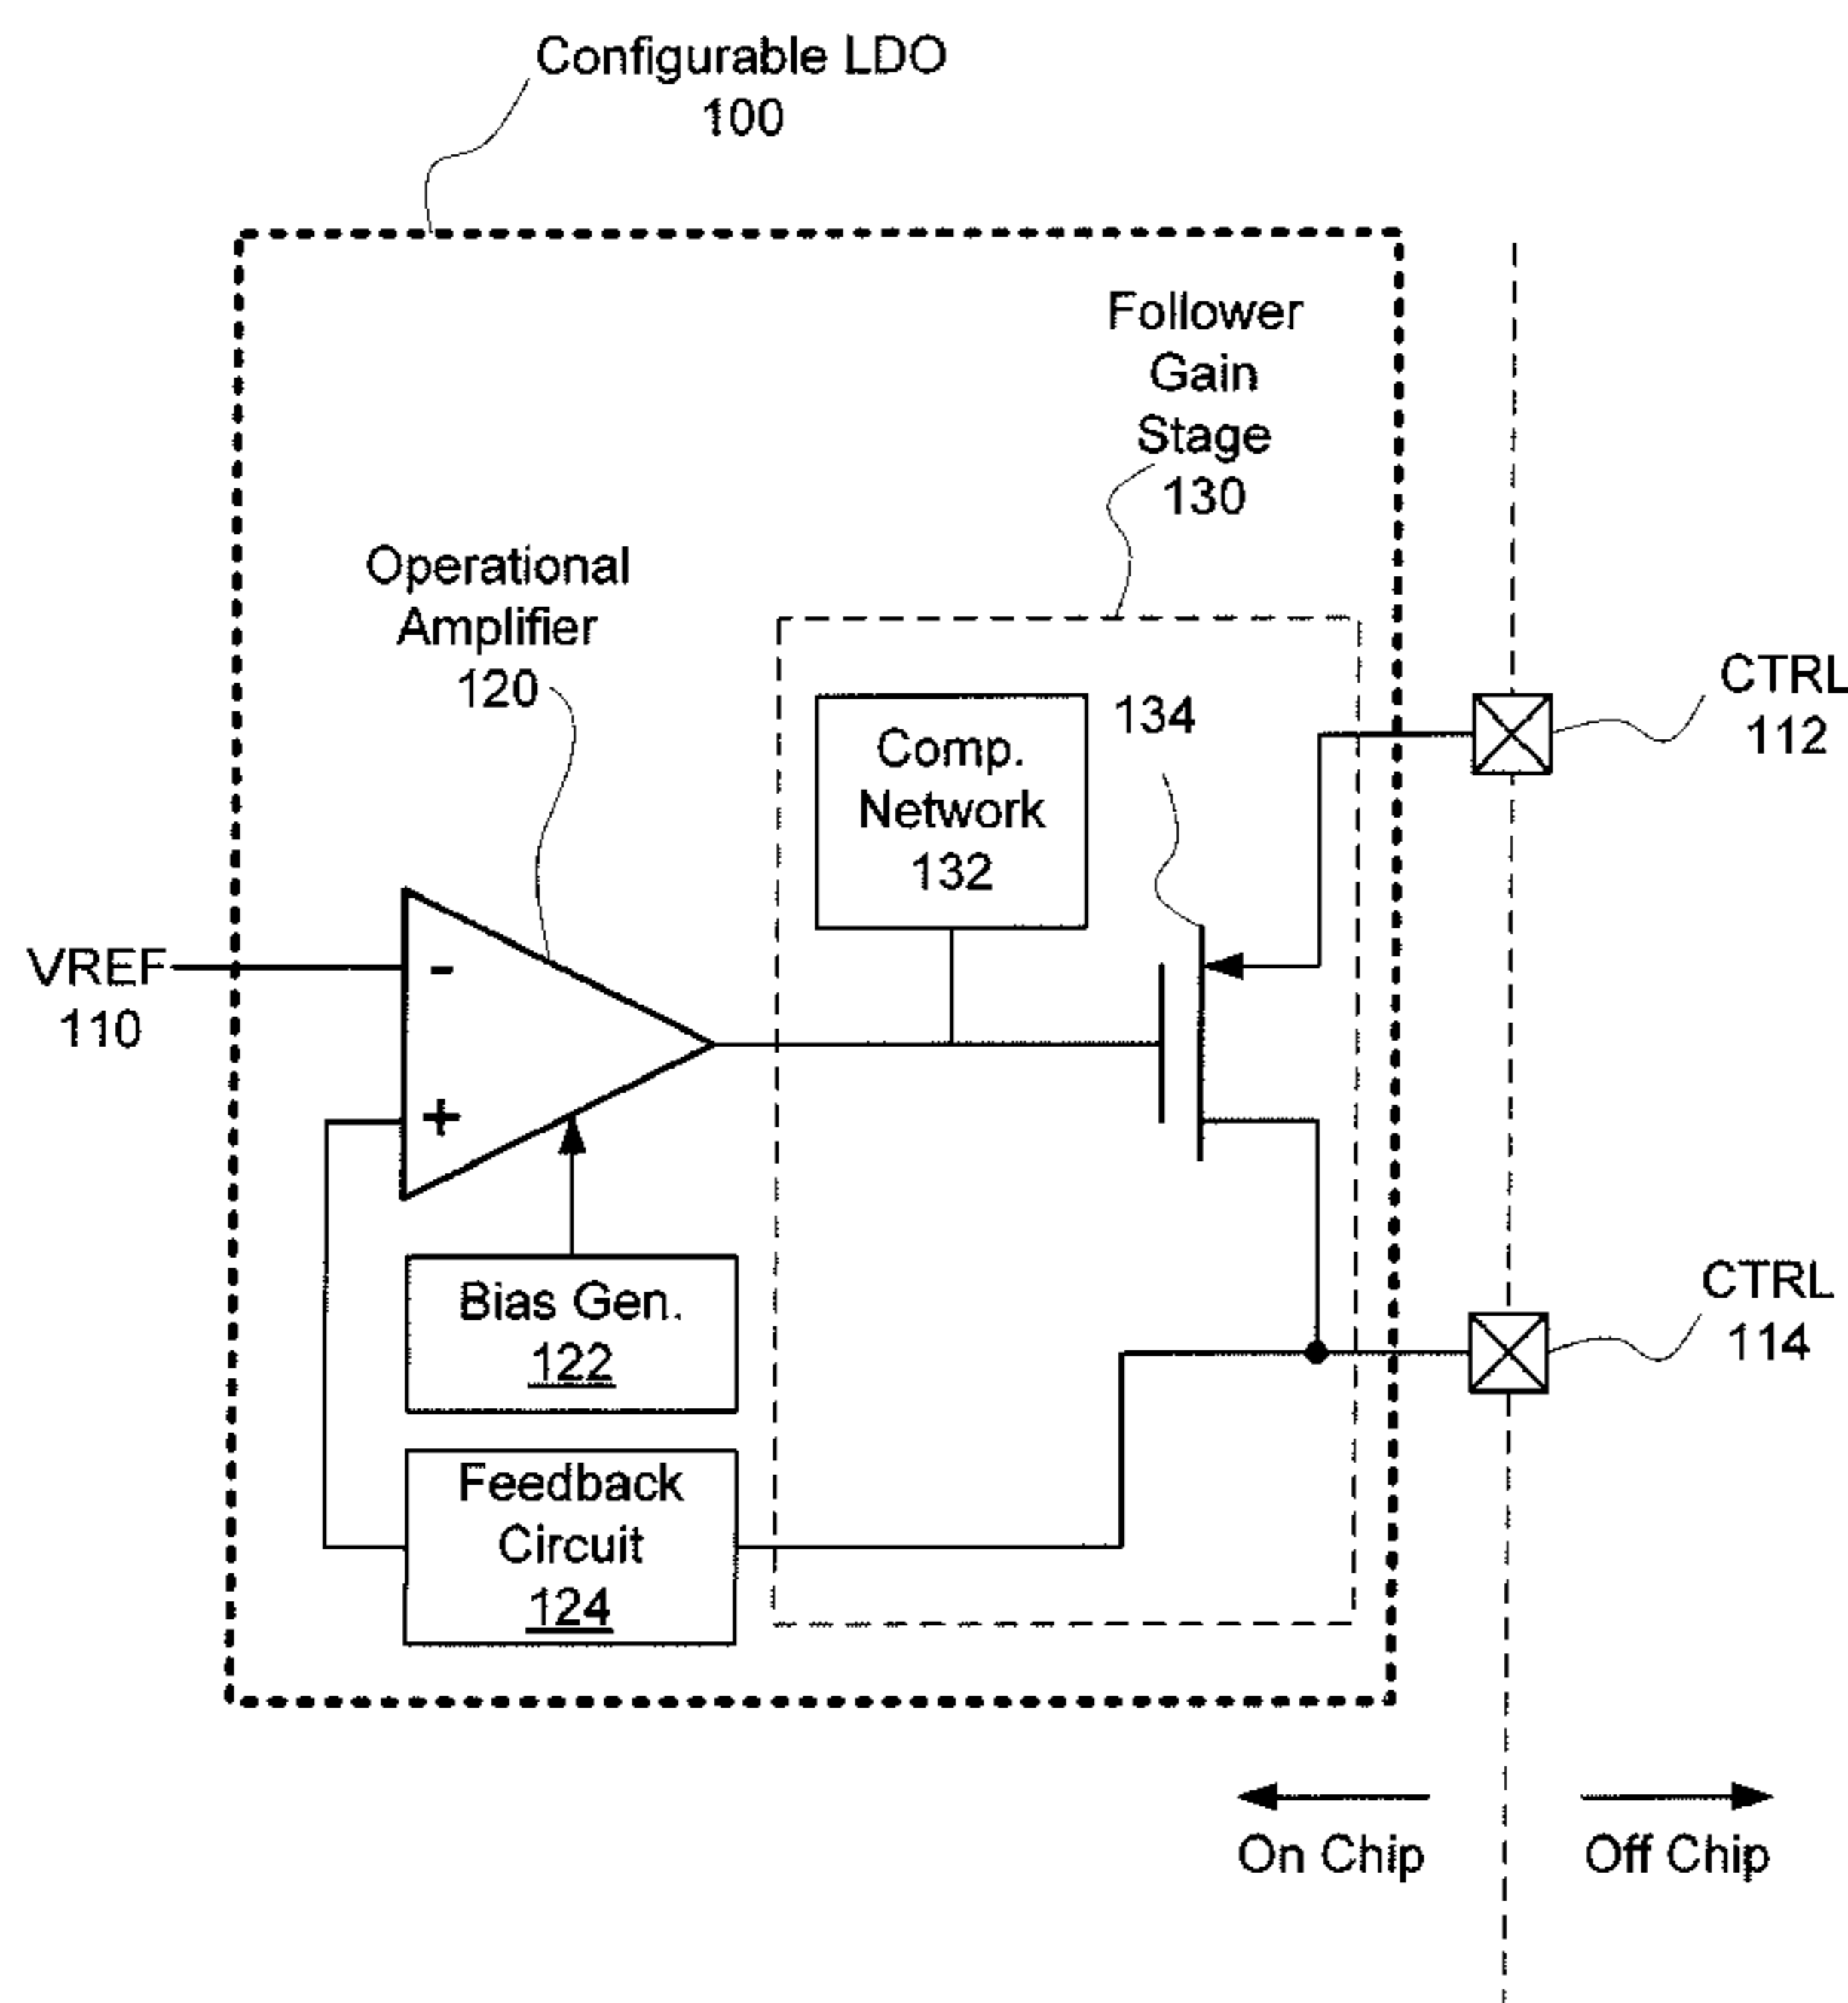 Configurable LDO
100
Follower
Gain
Stage
130
Operational
Amplifier
120
CTRL
112
134
Comp.
Network
132
VREF
110
-
+
CTRL
114
Bias Gen.
122
Feedback
Circuit
124
On Chip
Off Chip